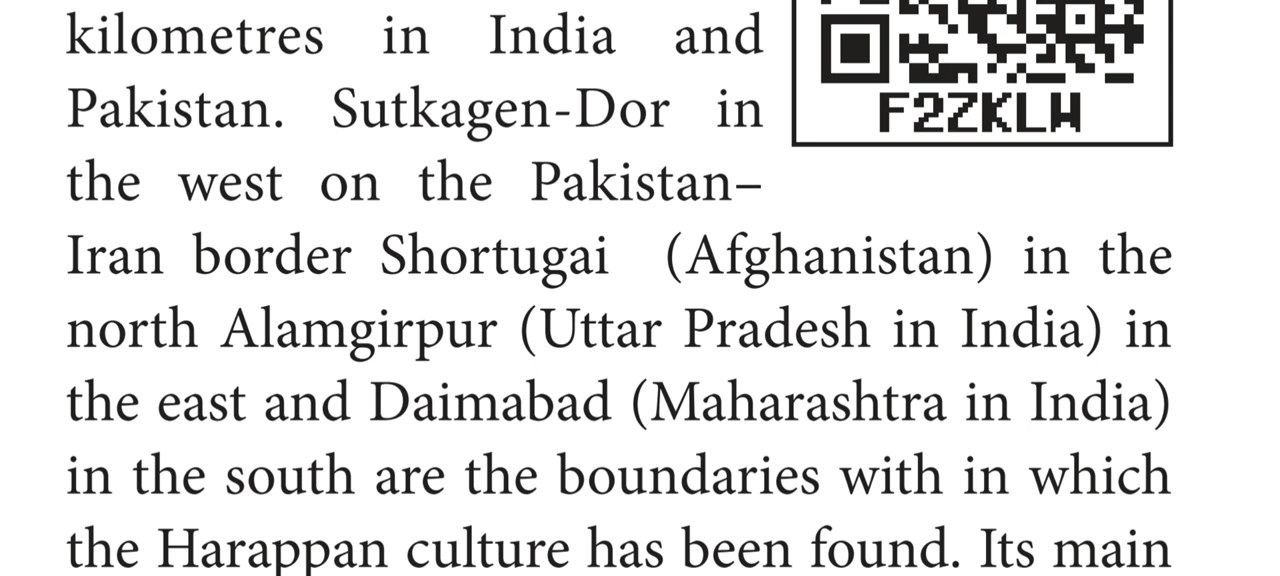 kilometres in India and
F2ZKLW
Pakistan. Sutkagen-Dor in
the west on the Pakistan–
Iran border Shortugai (Afghanistan) in the
north Alamgirpur (Uttar Pradesh in India) in
the east and Daimabad (Maharashtra in India)
in the south are the boundaries with in which
the Harappan culture has been found. Its main